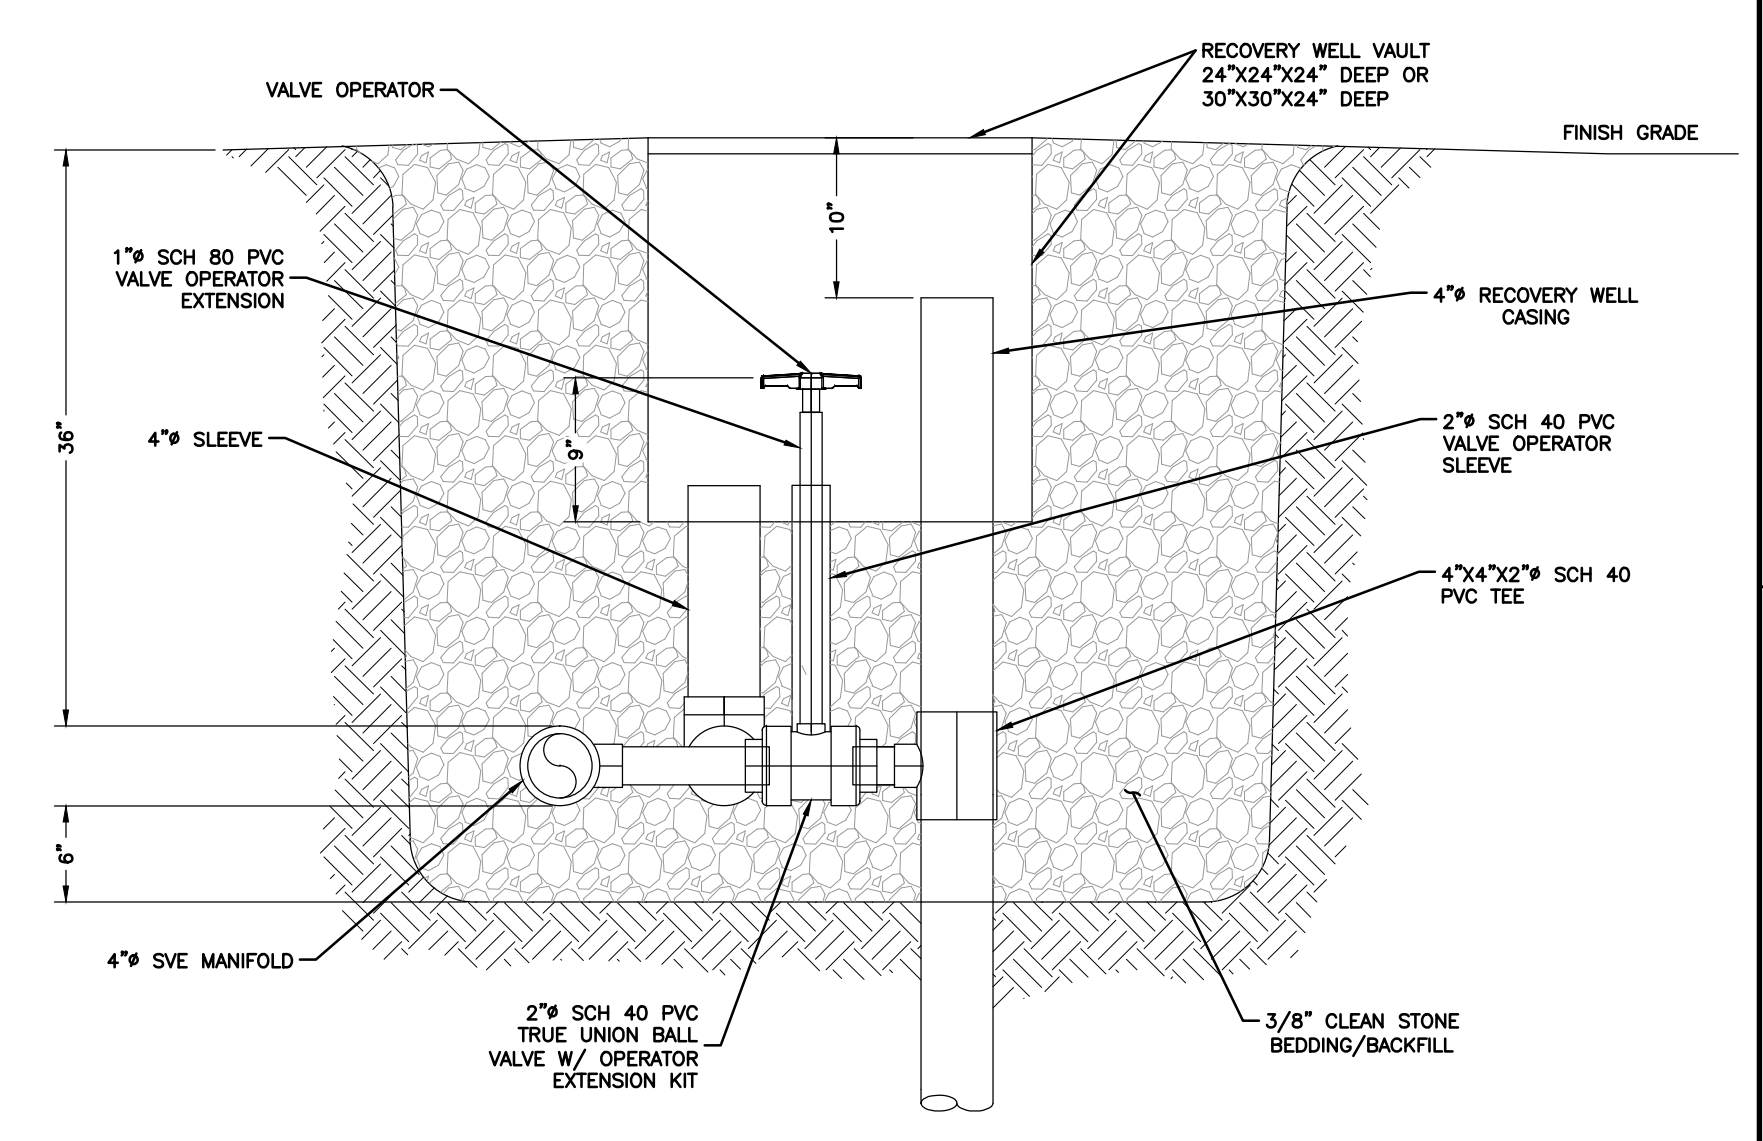 VALVE OPERATOR
RECOVERY WELL VAULT
24"X24"X24" DEEP OR
30"X30"X24" DEEP
FINISH GRADE
10"
1"ø SCH 80 PVC
VALVE OPERATOR
EXTENSION
4"ø RECOVERY WELL
CASING
36"
4"ø SLEEVE
9"
2"ø SCH 40 PVC
VALVE OPERATOR
SLEEVE
4"X4"X2"ø SCH 40
PVC TEE
6"
4"ø SVE MANIFOLD
2"ø SCH 40 PVC
TRUE UNION BALL
VALVE W/ OPERATOR
EXTENSION KIT
3/8" CLEAN STONE
BEDDING/BACKFILL